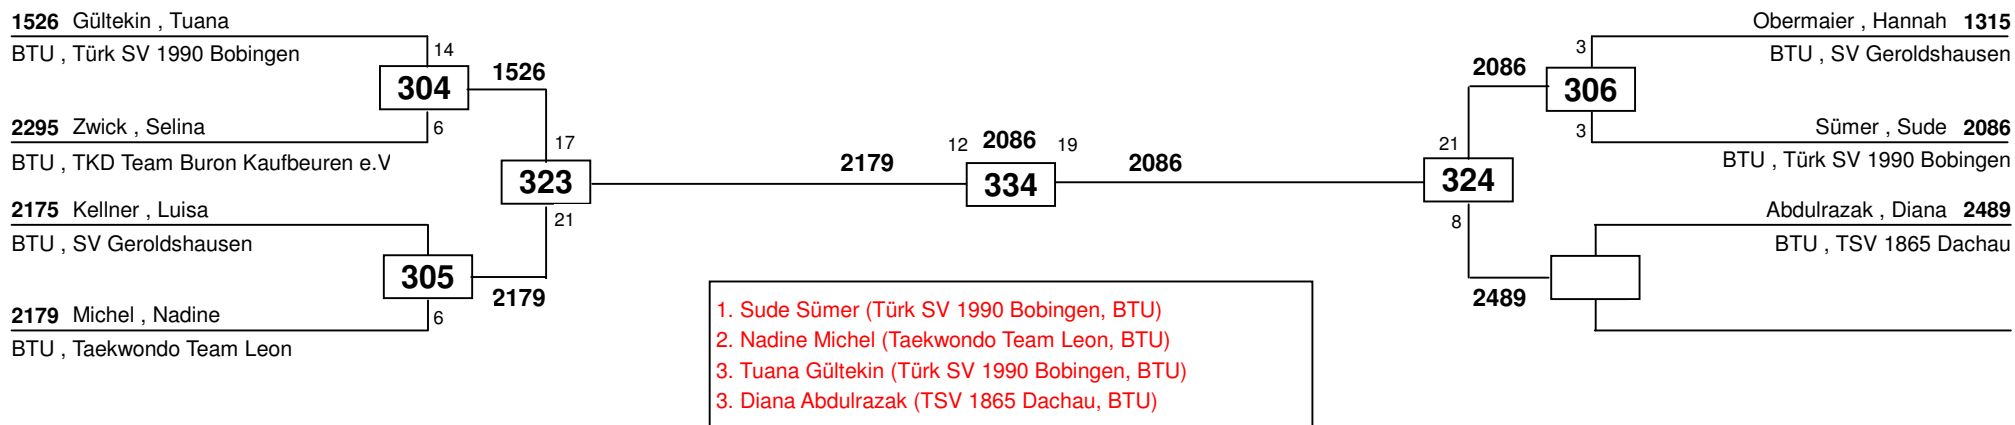 1526 Gültekin , Tuana
BTU , Türk SV 1990 Bobingen
14
304
1526
6
2295 Zwick , Selina
BTU , TKD Team Buron Kaufbeuren e.V
17
323
21
2175 Kellner , Luisa
BTU , SV Geroldshausen
305
2179
6
2179 Michel , Nadine
BTU , Taekwondo Team Leon
2179
12 2086 19
334
2086
Obermaier , Hannah 1315
BTU , SV Geroldshausen
3
306
2086
3
Sümer , Sude 2086
BTU , Türk SV 1990 Bobingen
21
324
8
Abdulrazak , Diana 2489
BTU , TSV 1865 Dachau
2489
1. Sude Sümer (Türk SV 1990 Bobingen, BTU)
2. Nadine Michel (Taekwondo Team Leon, BTU)
3. Tuana Gültekin (Türk SV 1990 Bobingen, BTU)
3. Diana Abdulrazak (TSV 1865 Dachau, BTU)